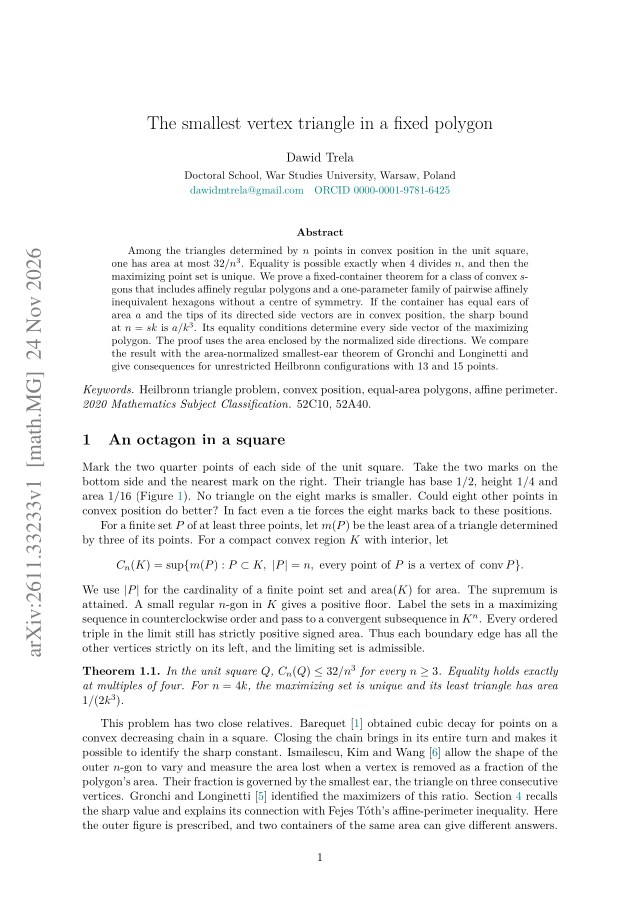 The smallest vertex triangle in a fixed polygon
Dawid Trela
Doctoral School, War Studies University, Warsaw, Poland
dawidmtrela@gmail.com ORCID 0000-0001-9781-6425
Abstract
Among the triangles determined by n points in convex position in the unit square,
one has area at most 32/n³. Equality is possible exactly when 4 divides n, and then the
maximizing point set is unique. We prove a fixed-container theorem for a class of convex s-
gons that includes affinely regular polygons and a one-parameter family of pairwise affinely
inequivalent hexagons without a centre of symmetry. If the container has equal ears of
area a and the tips of its directed side vectors are in convex position, the sharp bound
at n = sk is a/k³. Its equality conditions determine every side vector of the maximizing
polygon. The proof uses the area enclosed by the normalized side directions. We compare
the result with the area-normalized smallest-ear theorem of Gronchi and Longinetti and
give consequences for unrestricted Heilbronn configurations with 13 and 15 points.
Keywords. Heilbronn triangle problem, convex position, equal-area polygons, affine perimeter.
2020 Mathematics Subject Classification. 52C10, 52A40.
1 An octagon in a square
Mark the two quarter points of each side of the unit square. Take the two marks on the
bottom side and the nearest mark on the right. Their triangle has base 1/2, height 1/4 and
area 1/16 (Figure 1). No triangle on the eight marks is smaller. Could eight other points in
convex position do better? In fact even a tie forces the eight marks back to these positions.
For a finite set P of at least three points, let m(P) be the least area of a triangle determined
by three of its points. For a compact convex region K with interior, let
Cₙ(K) = sup{m(P) : P ⊂ K, |P| = n, every point of P is a vertex of conv P}.
We use |P| for the cardinality of a finite point set and area(K) for area. The supremum is
attained. A small regular n-gon in K gives a positive floor. Label the sets in a maximizing
sequence in counterclockwise order and pass to a convergent subsequence in Kⁿ. Every ordered
triple in the limit still has strictly positive signed area. Thus each boundary edge has all the
other vertices strictly on its left, and the limiting set is admissible.
Theorem 1.1. In the unit square Q, Cₙ(Q) ≤ 32/n³ for every n ≥ 3. Equality holds exactly
at multiples of four. For n = 4k, the maximizing set is unique and its least triangle has area
1/(2k³).
This problem has two close relatives. Barequet [1] obtained cubic decay for points on a
convex decreasing chain in a square. Closing the chain brings in its entire turn and makes it
possible to identify the sharp constant. Ismailescu, Kim and Wang [6] allow the shape of the
outer n-gon to vary and measure the area lost when a vertex is removed as a fraction of the
polygon's area. Their fraction is governed by the smallest ear, the triangle on three consecutive
vertices. Gronchi and Longinetti [5] identified the maximizers of this ratio. Section 4 recalls
the sharp value and explains its connection with Fejes Tóth's affine-perimeter inequality. Here
the outer figure is prescribed, and two containers of the same area can give different answers.
1
arXiv:2611.33233v1 [math.MG] 24 Nov 2026